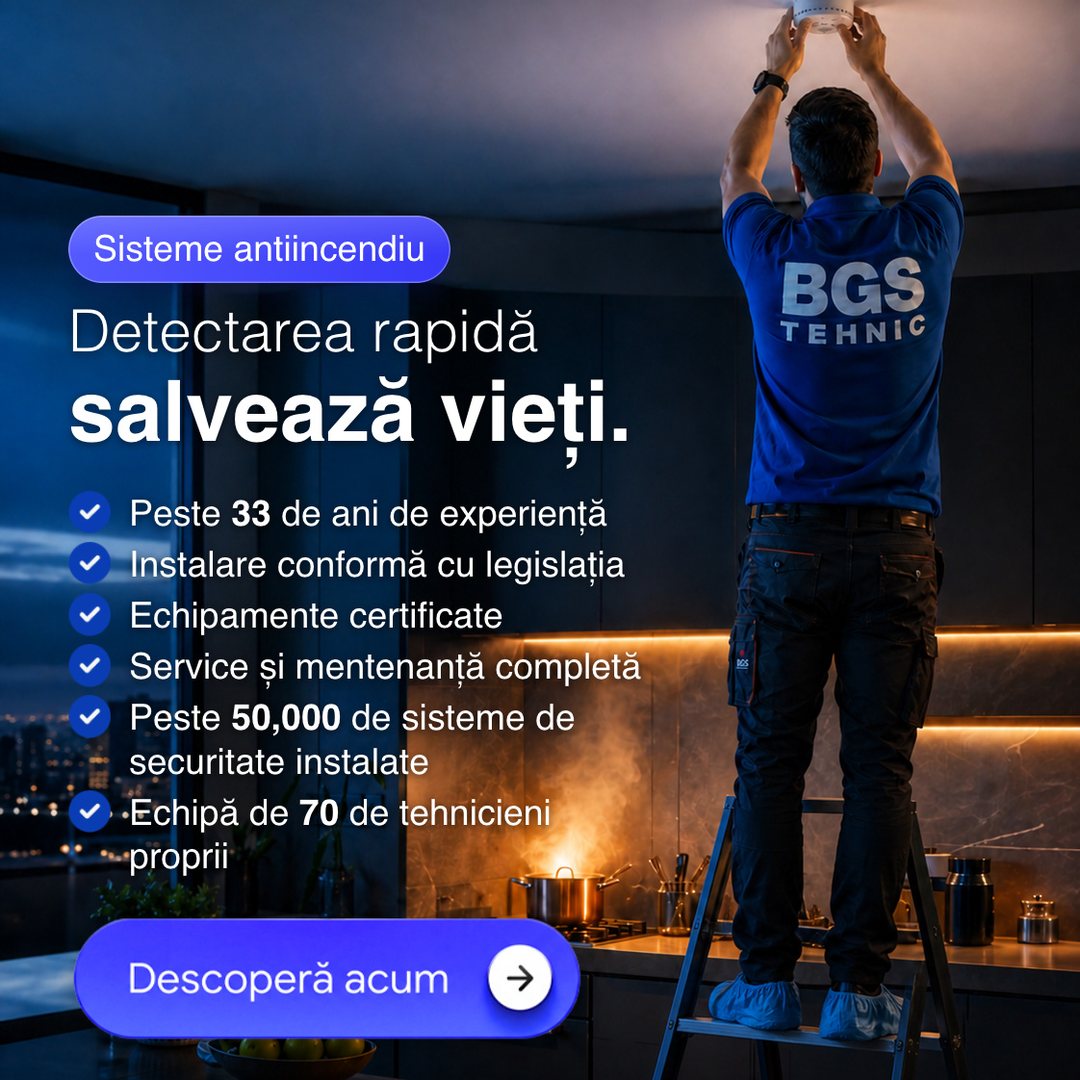 BGS
TEHNIC
Sisteme antiincendiu
Detectarea rapidă
salvează vieți.
Peste 33 de ani de experiență
Instalare conformă cu legislația
Echipamente certificate
Service și mentenanță completă
Peste 50,000 de sisteme de
securitate instalate
Echipă de 70 de tehnicieni
proprii
BGS
Descoperă acum